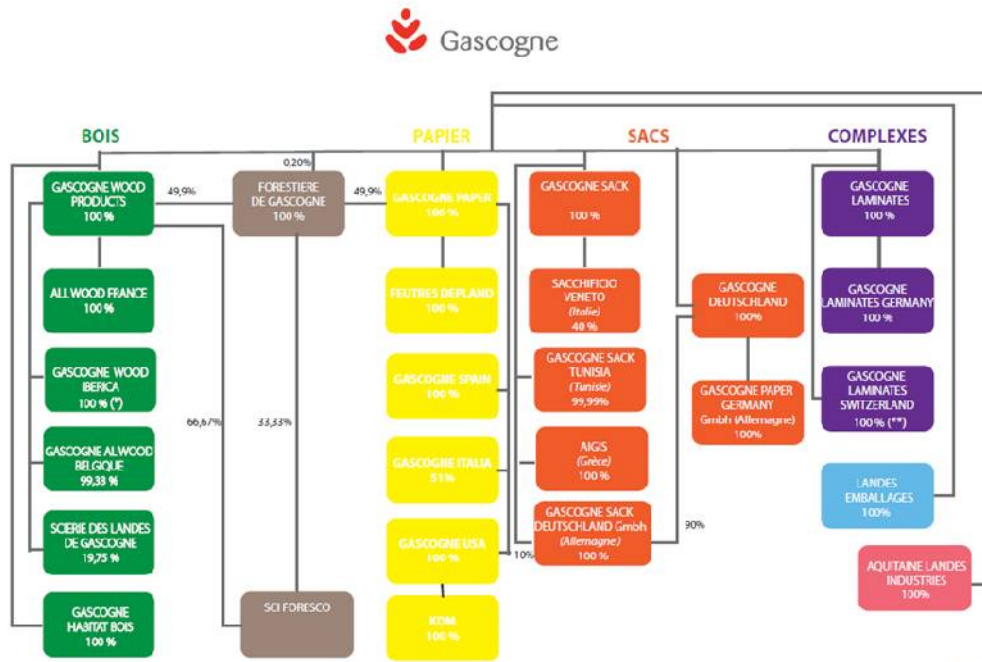 Gascogne
BOIS
PAPIER
SACS
COMPLEXES
0,20%
GASCOGNE WOOD
PRODUCTS
100 %
49,9%
FORESTIERE
DE GASCOGNE
100 %
49,9%
GASCOGNE PAPER
100 %
GASCOGNE SACK
100 %
GASCOGNE
LAMINATES
100 %
ALLWOOD FRANCE
100 %
FEUTRES DEPLAND
100 %
SACCHIFICIO
VENETO
(Italie)
40 %
GASCOGNE
DEUTSCHLAND
100%
GASCOGNE
LAMINATES GERMANY
100 %
GASCOGNE WOOD
IBERICA
100 % (*)
GASCOGNE SPAIN
100 %
GASCOGNE SACK
TUNISIA
(Tunisie)
99,99%
GASCOGNE PAPER
GERMANY
Gmbh (Allemagne)
100%
GASCOGNE
LAMINATES
SWITZERLAND
100 % (**)
66,67%
33,33%
GASCOGNE ALWOOD
BELGIQUE
99,33 %
GASCOGNE ITALIA
51%
AIGIS
(Grèce)
100 %
LANDES
EMBALLAGES
100%
SCIERIE DES LANDES
DE GASCOGNE
19,75 %
GASCOGNE USA
100 %
10%
GASCOGNE SACK
DEUTSCHLAND Gmbh
(Allemagne)
100 %
90%
AQUITAINE LANDES
INDUSTRIES
100%
GASCOGNE
HABITAT BOIS
100 %
SCI FORESCO
KDM
100 %